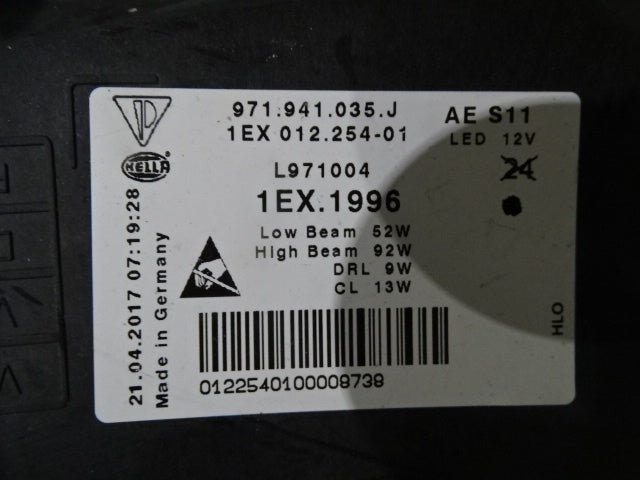 971.941.035.J
1EX 012.254-01
AE S11
LED 12V
HELLA
L971004
24
1EX.1996
Low Beam 52W
High Beam 92W
DRL 9W
CL 13W
21.04.2017 07:19:28
Made in Germany
HLO
0122540100008738